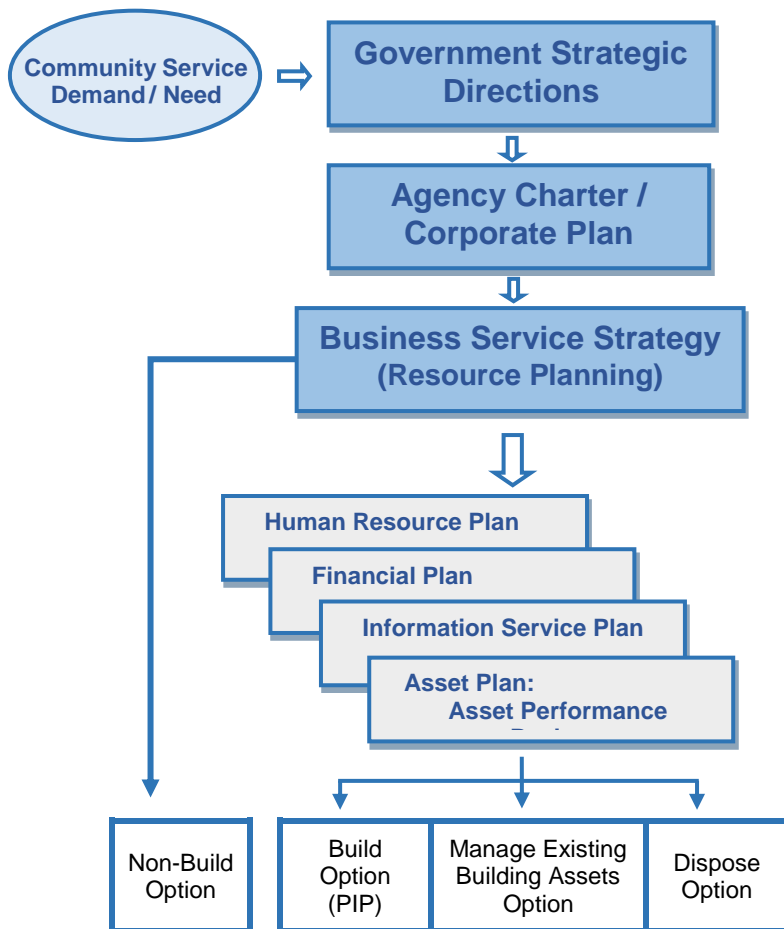 Community Service
Demand / Need
Government Strategic
Directions
Agency Charter /
Corporate Plan
Business Service Strategy
(Resource Planning)
Human Resource Plan
Financial Plan
Information Service Plan
Asset Plan:
Asset Performance
Non-Build
Option
Build
Option
(PIP)
Manage Existing
Building Assets
Option
Dispose
Option